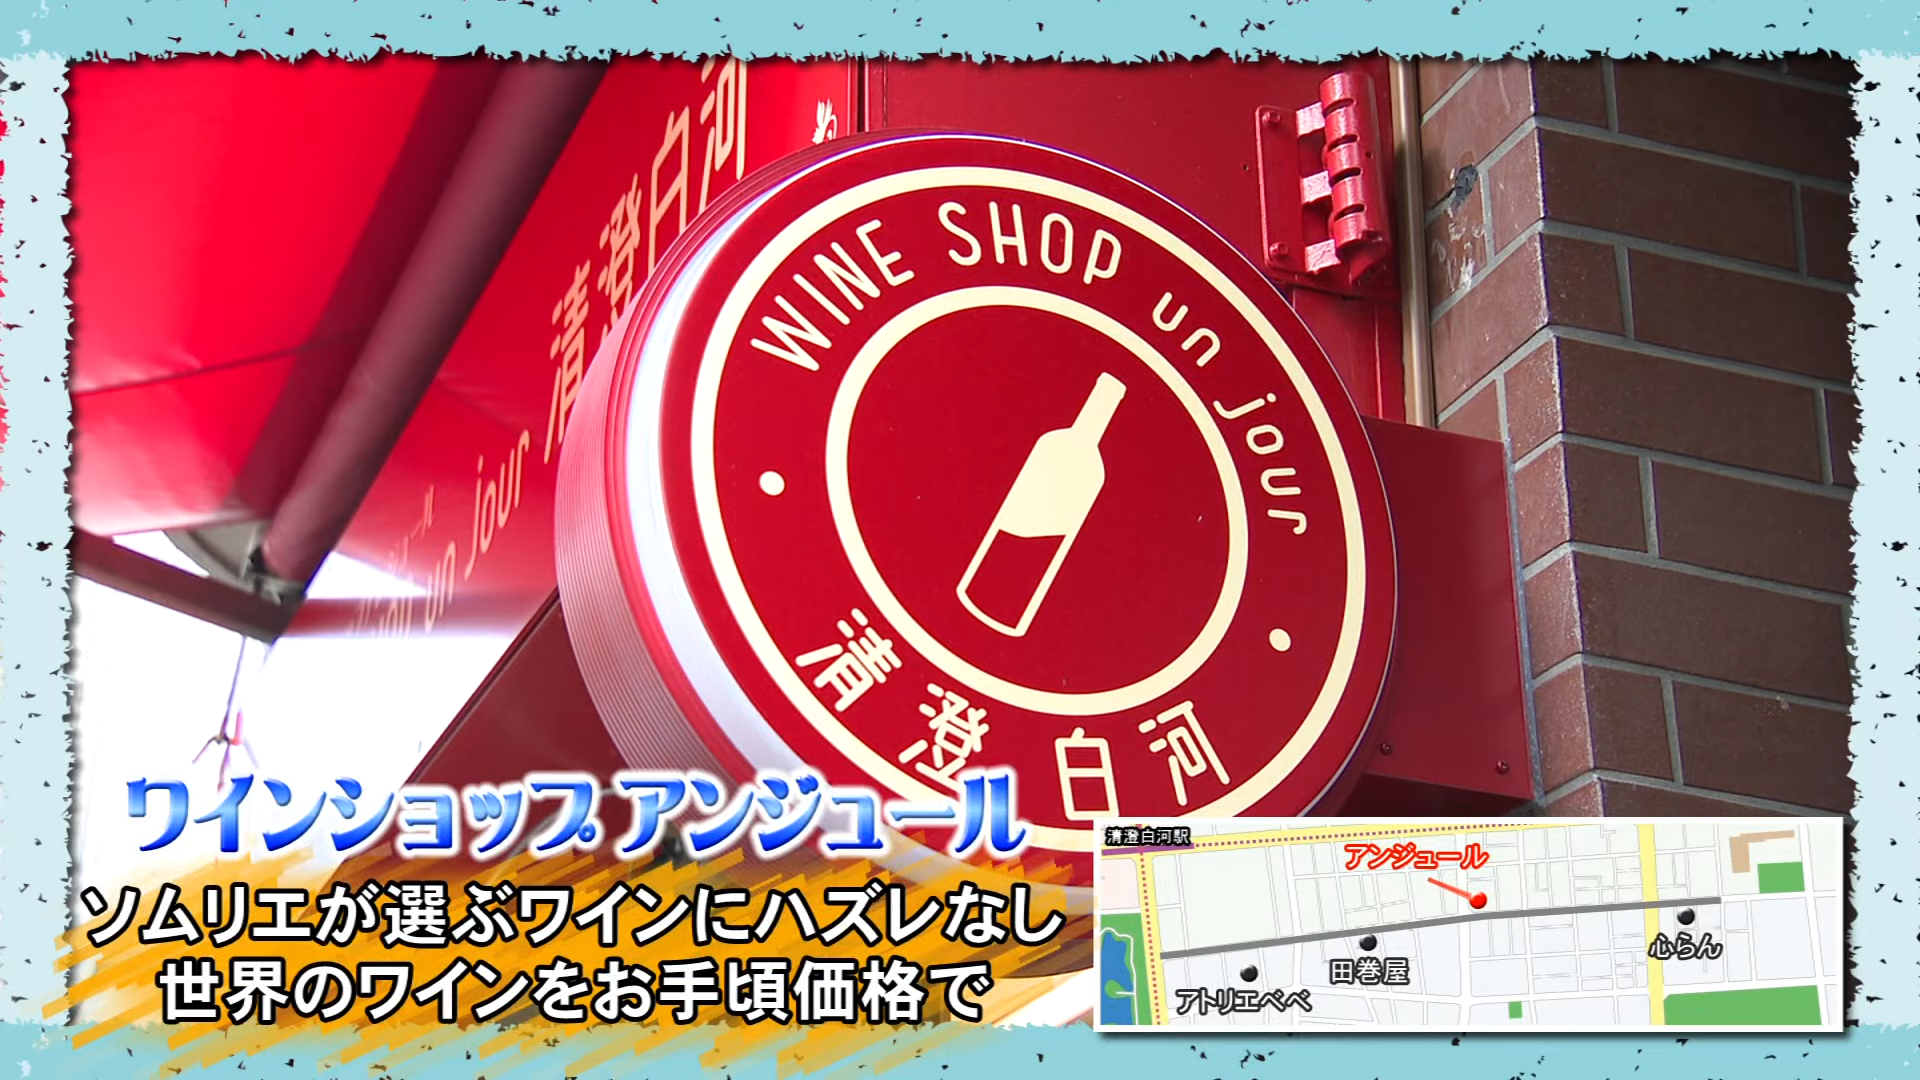 清澄白河
un jour
WINE SHOP un jour
清澄白河
ワインショップ アンジュール
ソムリエが選ぶワインにハズレなし
世界のワインをお手頃価格で
清澄白河駅
アンジュール
心らん
田巻屋
アトリエベベ